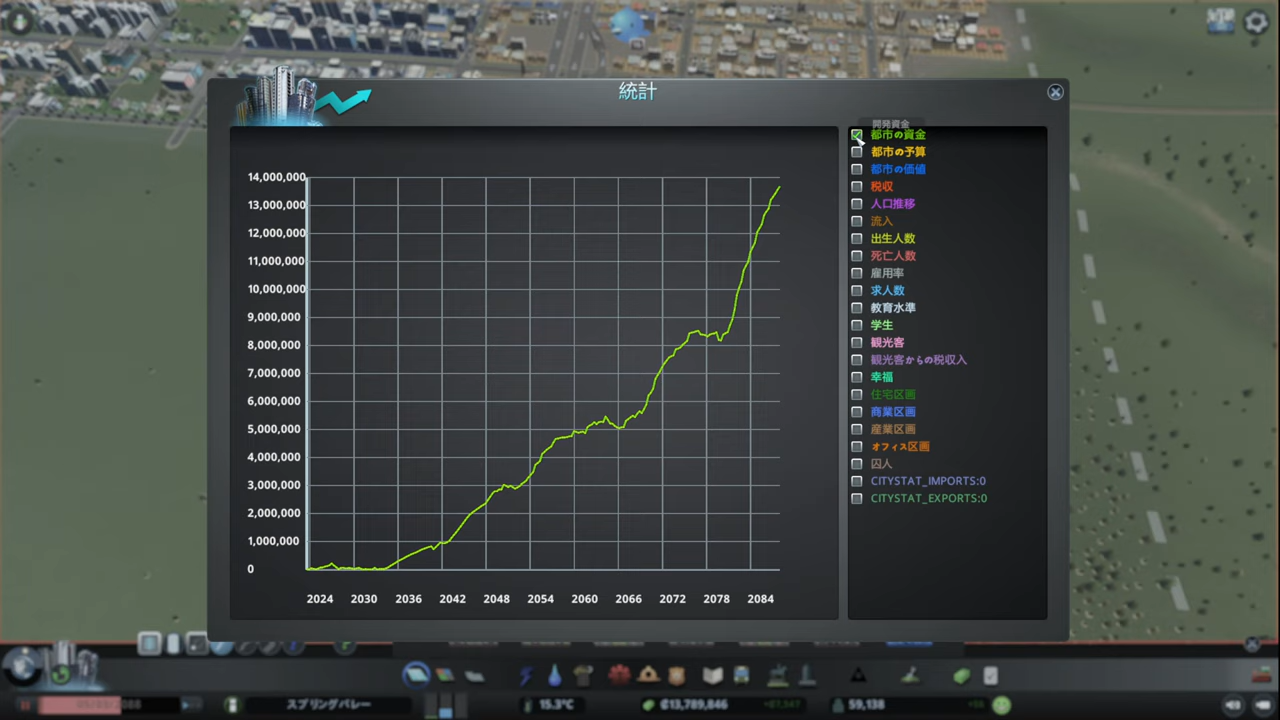 統計
開発資金
都市の資金
都市の予算
都市の価値
税収
人口推移
流入
出生人数
死亡人数
雇用率
求人数
教育水準
学生
観光客
観光客からの税収入
幸福
住宅区画
商業区画
産業区画
オフィス区画
囚人
CITYSTAT_IMPORTS:0
CITYSTAT_EXPORTS:0
14,000,000
13,000,000
12,000,000
11,000,000
10,000,000
9,000,000
8,000,000
7,000,000
6,000,000
5,000,000
4,000,000
3,000,000
2,000,000
1,000,000
0
2024 2030 2036 2042 2048 2054 2060 2066 2072 2078 2084
スプリングバレー 15.3°C ₡13,789,846 59,138